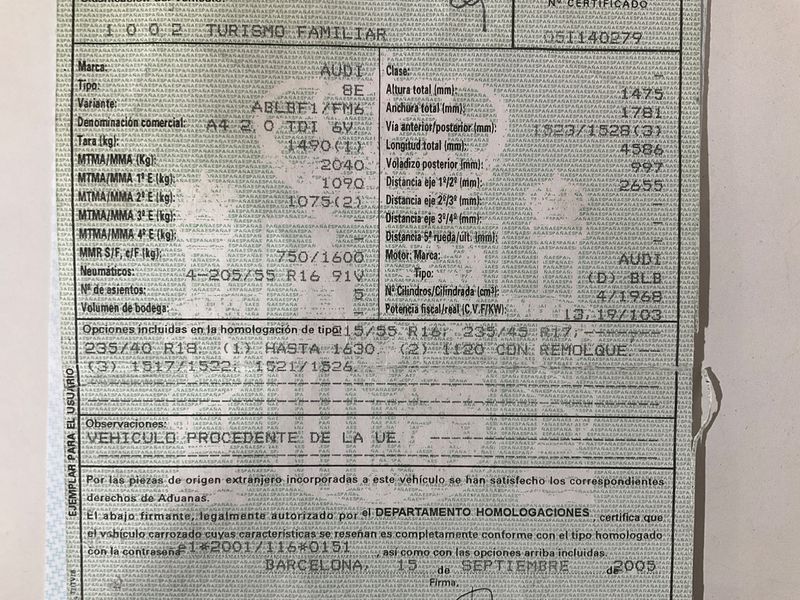 Nº CERTIFICADO
1 0 0 2 TURISMO FAMILIAR
051140279
Marca: AUDI
Tipo: 8E
Variante: ABLBF1/FM6
Denominación comercial: A4 2.0 TDI 6V
Tara (kg): 1490(1)
MTMA/MMA (Kg): 2040
MTMA/MMA 1º E (kg): 1090
MTMA/MMA 2º E (kg): 1075(2)
MTMA/MMA 3º E (kg): –
MTMA/MMA 4º E (kg): –
MMR S/F, c/F (kg): 750/1600
Neumáticos: 4-205/55 R16 91V
Nº de asientos: 5
Volumen de bodega: –
Clase: –
Altura total (mm): 1475
Anchura total (mm): 1781
Vía anterior/posterior (mm): 1523/1528(3)
Longitud total (mm): 4586
Voladizo posterior (mm): 997
Distancia eje 1º/2º (mm): 2655
Distancia eje 2º/3º (mm): –
Distancia eje 3º/4º (mm): –
Distancia 5ª rueda/últ. (mm): –
Motor: Marca: AUDI
Tipo: (D) BLB
Nº Cilindros/Cilindrada (cm³): 4/1968
Potencia fiscal/real (C.V.F/KW): 13,19/103
Opciones incluidas en la homologación de tipo 215/55 R16; 235/45 R17;
235/40 R18. (1) HASTA 1630. (2) 1120 CON REMOLQUE.
(3) 1517/1522; 1521/1526.
Observaciones:
VEHICULO PROCEDENTE DE LA UE.
EJEMPLAR PARA EL USUARIO
Por las piezas de origen extranjero incorporadas a este vehículo se han satisfecho los correspondientes
derechos de Aduanas.
El abajo firmante, legalmente autorizado por el DEPARTAMENTO HOMOLOGACIONES, certifica que
el vehículo carrozado cuyas características se reseñan es completamente conforme con el tipo homologado
con la contraseña e1*2001/116*0151, así como con las opciones arriba incluidas.
BARCELONA, 15 de SEPTIEMBRE de 2005
Firma.